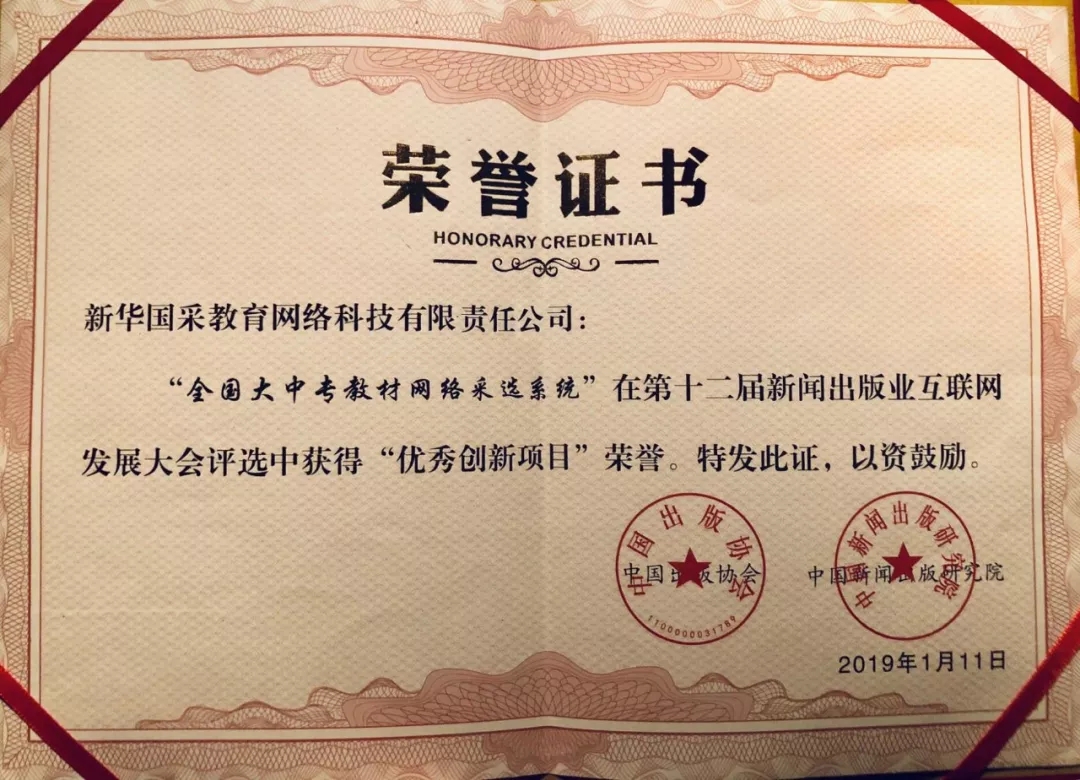 荣誉证书
HONORARY CREDENTIAL
新华国采教育网络科技有限责任公司：
“全国大中专教材网络采选系统”在第十二届新闻出版业互联网
发展大会评选中获得“优秀创新项目”荣誉。特发此证，以资鼓励。
中国出版协会
中国出版协会
1100000031789
中国新闻出版研究院
中国新闻出版研究院
2019年1月11日